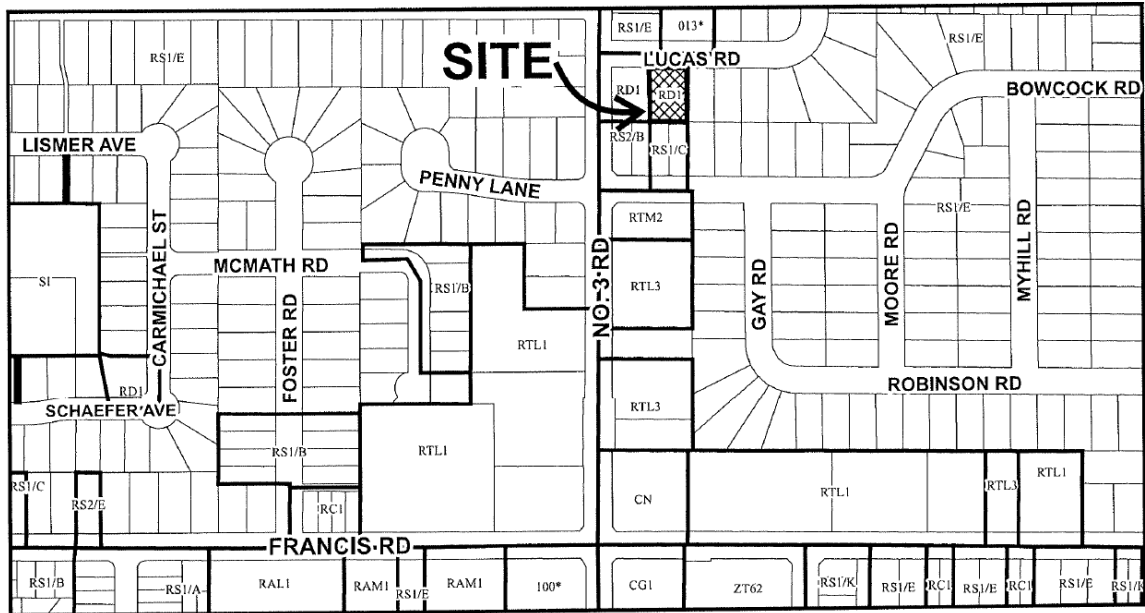 RS1/E
013*
RS1/E
LUCAS RD
SITE
RD1
RD1
RS1/E
BOWCOCK RD
LISMER AVE
RS2/B
RS1/C
PENNY LANE
RS1/E
RTM2
CARMICHAEL ST
MCMATH RD
FOSTER RD
NO. 3 RD
GAY RD
MOORE RD
MYHILL RD
SI
RS1/B
RTL3
RTL1
RD1
SCHAEFER AVE
ROBINSON RD
RTL3
RS1/B
RTL1
RS1/C
RS2/E
RC1
CN
RTL1
RTL3
RTL1
FRANCIS RD
RS1/B
RS1/A
RAL1
RAM1
RS1/E
RAM1
100*
CG1
ZT62
RS1/K
RS1/E
RC1
RS1/E
RC1
RS1/E